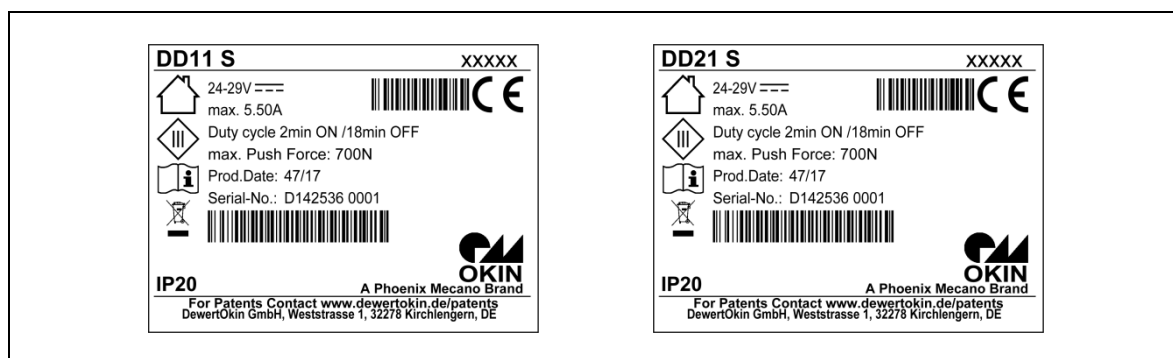 DD11 S xxxxx
24-29V
max. 5.50A
Duty cycle 2min ON /18min OFF
max. Push Force: 700N
Prod.Date: 47/17
Serial-No.: D142536 0001
OKIN
IP20 A Phoenix Mecano Brand
For Patents Contact www.dewertokin.de/patents
DewertOkin GmbH, Weststrasse 1, 32278 Kirchlengern, DE
DD21 S xxxxx
24-29V
max. 5.50A
Duty cycle 2min ON /18min OFF
max. Push Force: 700N
Prod.Date: 47/17
Serial-No.: D142536 0001
OKIN
IP20 A Phoenix Mecano Brand
For Patents Contact www.dewertokin.de/patents
DewertOkin GmbH, Weststrasse 1, 32278 Kirchlengern, DE